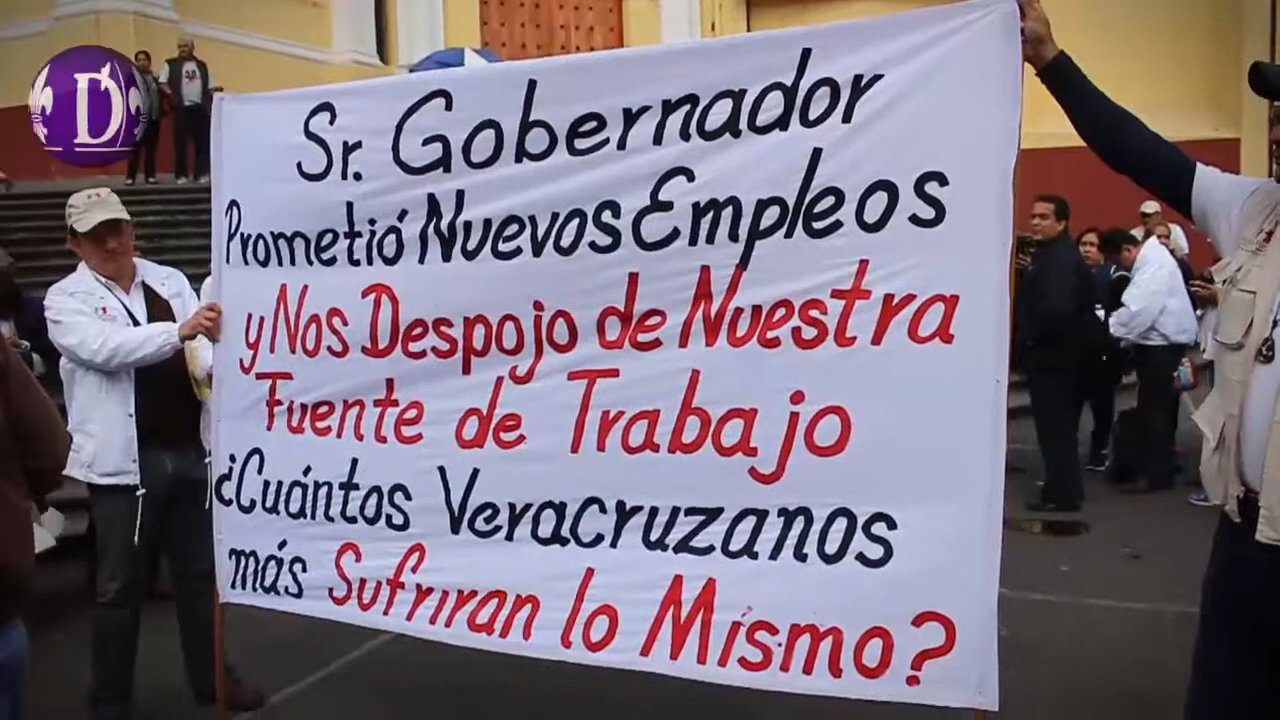 D
Sr. Gobernador
Prometió Nuevos Empleos
y Nos Despojo de Nuestra
Fuente de Trabajo
¿Cuántos Veracruzanos
más Sufriran lo Mismo?